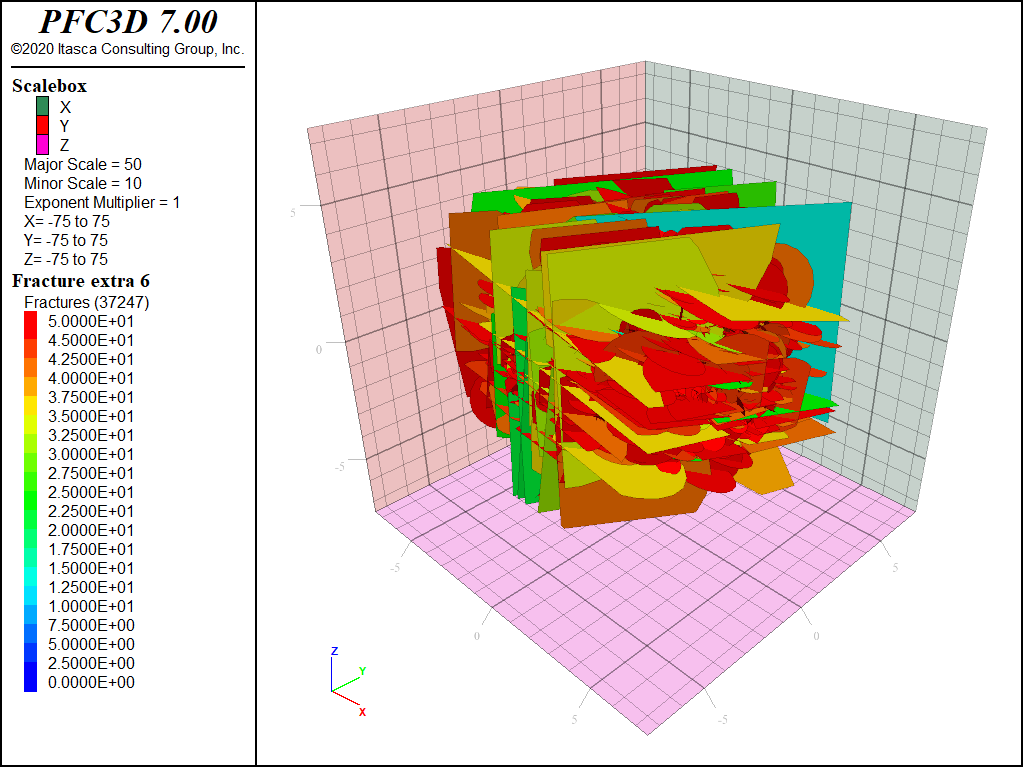 PFC3D 7.00
©2020 Itasca Consulting Group, Inc.
Scalebox
X
Y
Z
Major Scale = 50
Minor Scale = 10
Exponent Multiplier = 1
X= -75 to 75
Y= -75 to 75
Z= -75 to 75
Fracture extra 6
Fractures (37247)
5.0000E+01
4.5000E+01
4.2500E+01
4.0000E+01
3.7500E+01
3.5000E+01
3.2500E+01
3.0000E+01
2.7500E+01
2.5000E+01
2.2500E+01
2.0000E+01
1.7500E+01
1.5000E+01
1.2500E+01
1.0000E+01
7.5000E+00
5.0000E+00
2.5000E+00
0.0000E+00
5
0
-5
-5
0
5
5
0
-5
Z
Y
X